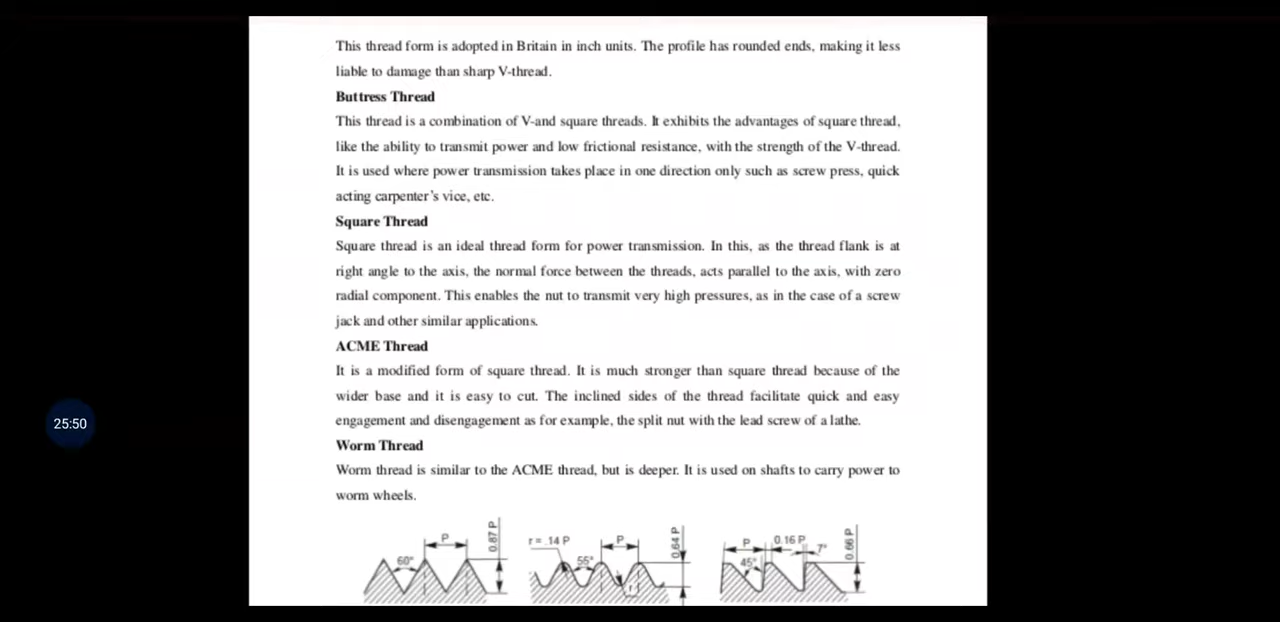 This thread form is adopted in Britain in inch units. The profile has rounded ends, making it less
liable to damage than sharp V-thread.
Buttress Thread
This thread is a combination of V-and square threads. It exhibits the advantages of square thread,
like the ability to transmit power and low frictional resistance, with the strength of the V-thread.
It is used where power transmission takes place in one direction only such as screw press, quick
acting carpenter's vice, etc.
Square Thread
Square thread is an ideal thread form for power transmission. In this, as the thread flank is at
right angle to the axis, the normal force between the threads, acts parallel to the axis, with zero
radial component. This enables the nut to transmit very high pressures, as in the case of a screw
jack and other similar applications.
ACME Thread
It is a modified form of square thread. It is much stronger than square thread because of the
wider base and it is easy to cut. The inclined sides of the thread facilitate quick and easy
25:50
engagement and disengagement as for example, the split nut with the lead screw of a lathe.
Worm Thread
Worm thread is similar to the ACME thread, but is deeper. It is used on shafts to carry power to
worm wheels.
P
0.87 P
60°
r = .14 P
P
0.64 P
55°
r
P
0.16 P
7°
0.66 P
45°